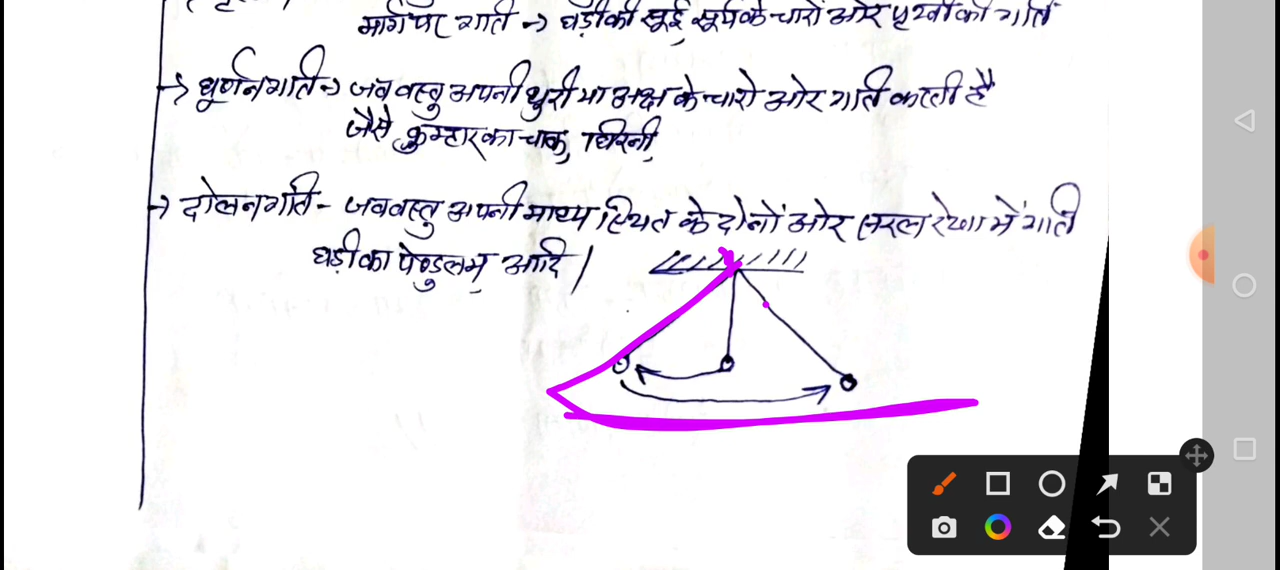 मार्ग पर गति -> घड़ी की सूई, सूर्य के चारों ओर पृथ्वी की गति
-> घूर्णन गति -> जब वस्तु अपनी धुरी या अक्ष के चारो ओर गति करती है
जैसे कुम्हार का चाक, घिरनी,
-> दोलन गति - जब वस्तु अपनी माध्य स्थित के दोनों ओर सरल रेखा में गति
घड़ी का पेण्डुलम् आदि |